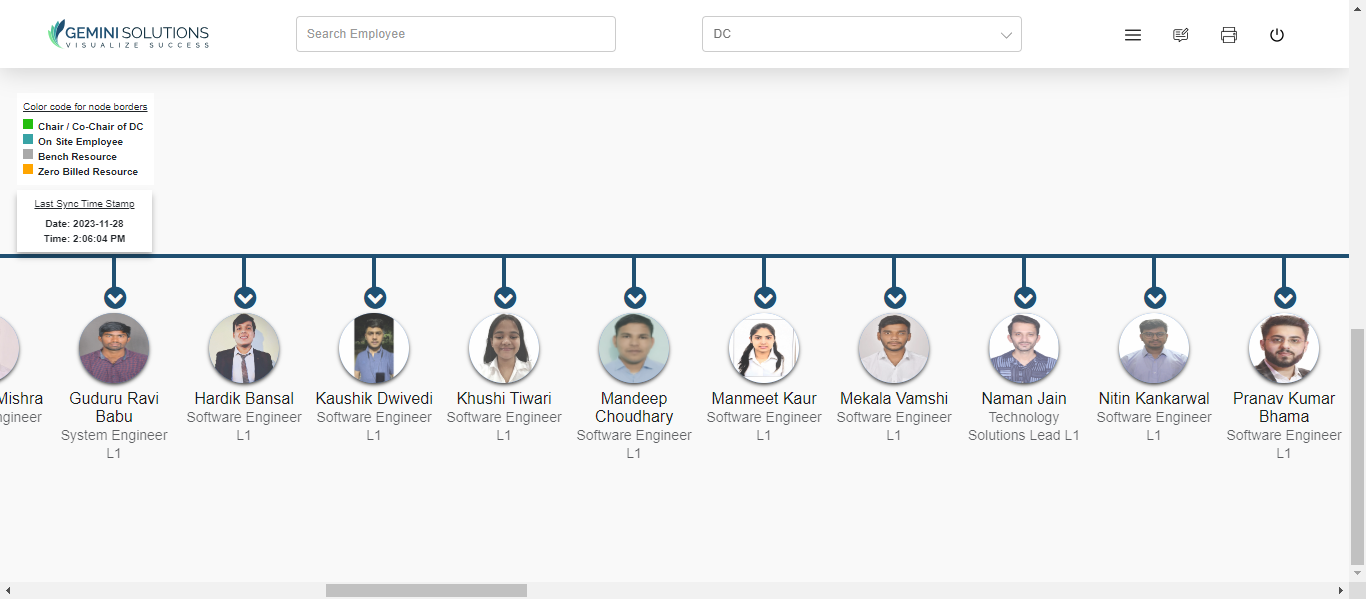 GEMINI SOLUTIONS
VISUALIZE SUCCESS
Search Employee
DC
Color code for node borders
Chair / Co-Chair of DC
On Site Employee
Bench Resource
Zero Billed Resource
Last Sync Time Stamp
Date: 2023-11-28
Time: 2:06:04 PM
Mishra
ngineer
Guduru Ravi
Babu
System Engineer
L1
Hardik Bansal
Software Engineer
L1
Kaushik Dwivedi
Software Engineer
L1
Khushi Tiwari
Software Engineer
L1
Mandeep
Choudhary
Software Engineer
L1
Manmeet Kaur
Software Engineer
L1
Mekala Vamshi
Software Engineer
L1
Naman Jain
Technology
Solutions Lead L1
Nitin Kankarwal
Software Engineer
L1
Pranav Kumar
Bhama
Software Engineer
L1